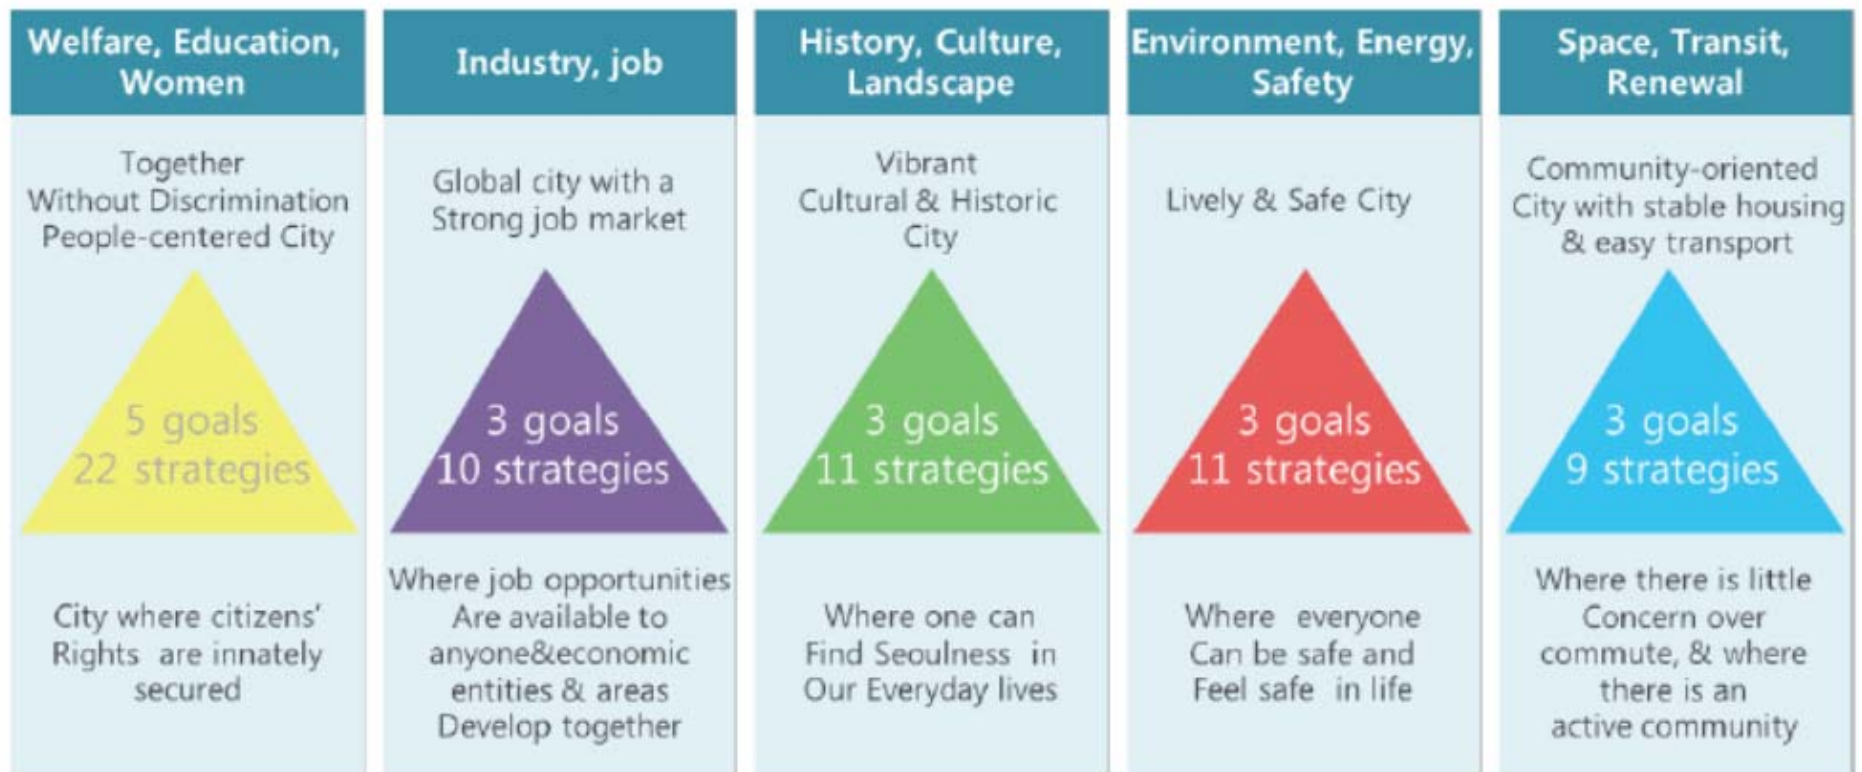 Welfare, Education,
Women
Together
Without Discrimination
People-centered City
5 goals
22 strategies
City where citizens'
Rights are innately
secured
Industry, job
Global city with a
Strong job market
3 goals
10 strategies
Where job opportunities
Are available to
anyone&economic
entities & areas
Develop together
History, Culture,
Landscape
Vibrant
Cultural & Historic
City
3 goals
11 strategies
Where one can
Find Seoulness in
Our Everyday lives
Environment, Energy,
Safety
Lively & Safe City
3 goals
11 strategies
Where everyone
Can be safe and
Feel safe in life
Space, Transit,
Renewal
Community-oriented
City with stable housing
& easy transport
3 goals
9 strategies
Where there is little
Concern over
commute, & where
there is an
active community